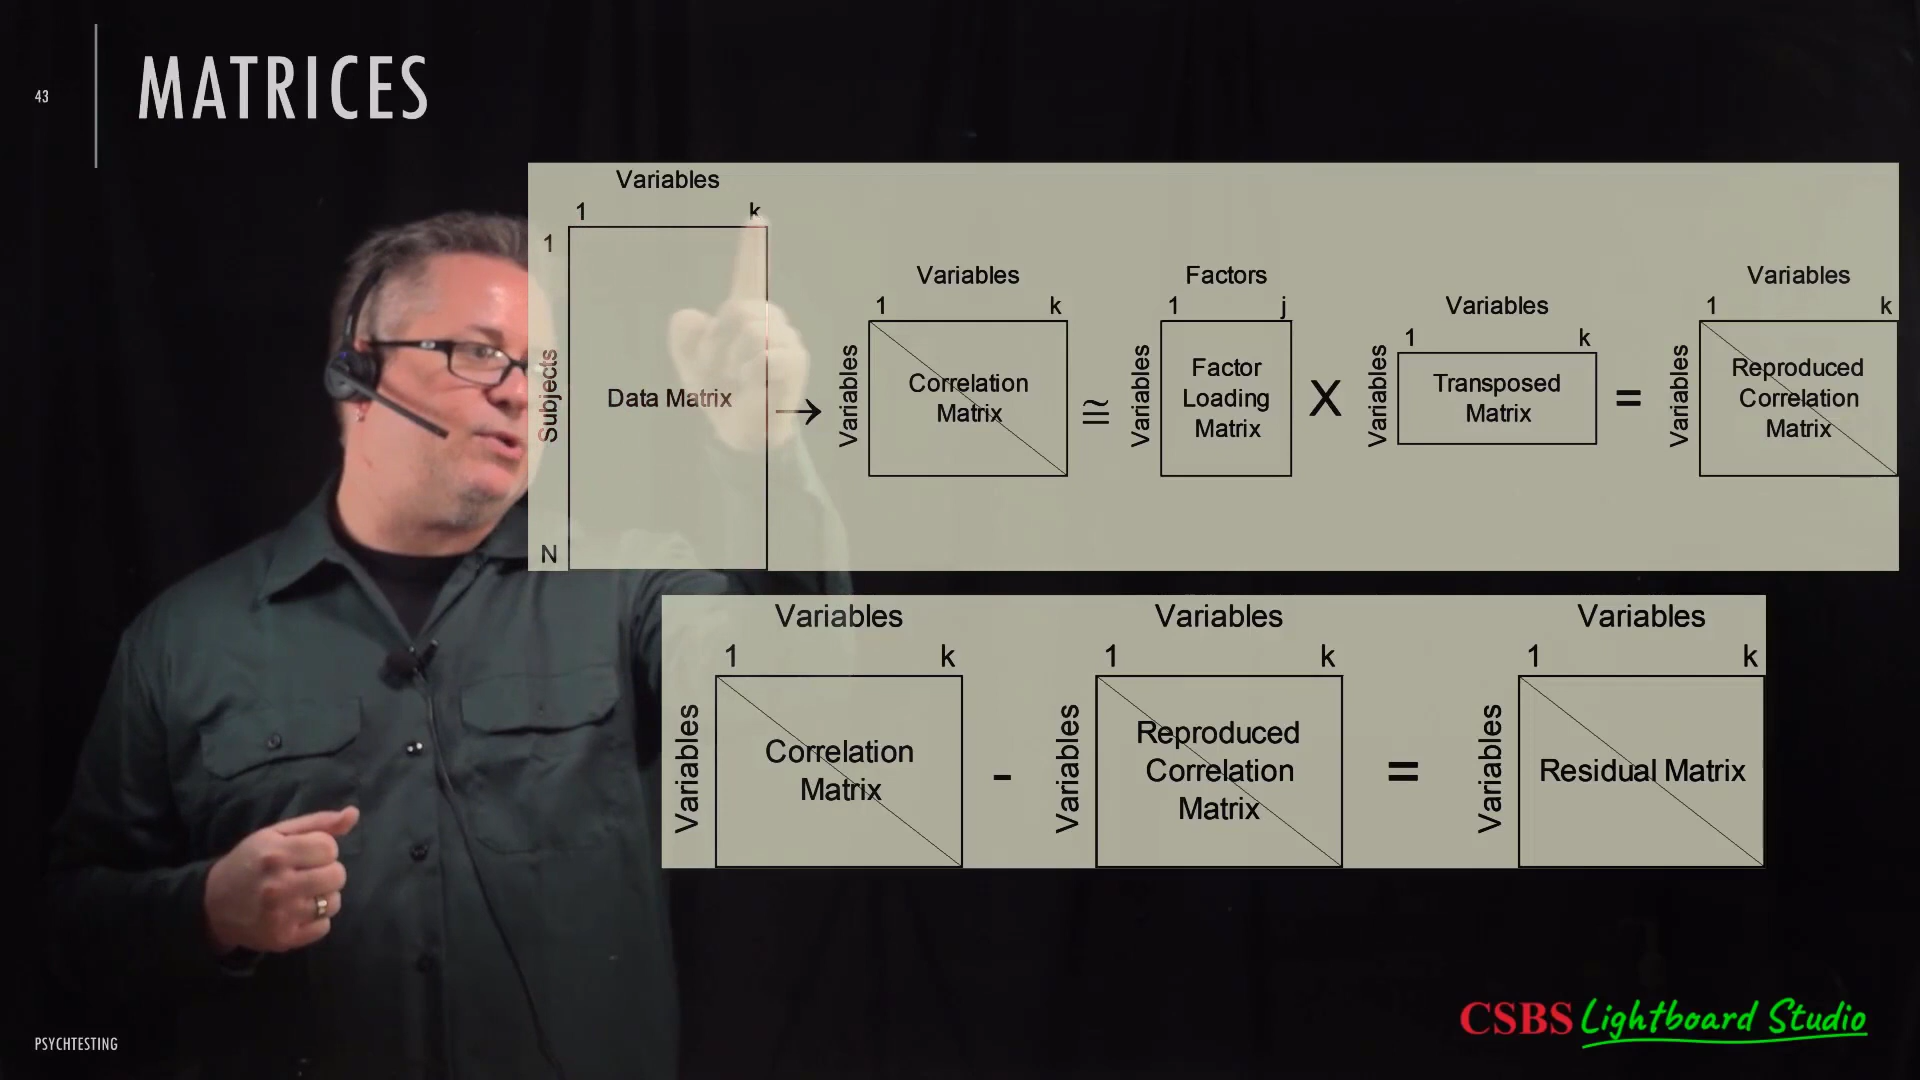 43
MATRICES
Variables
1 k
1
Subjects
N
Data Matrix
→
Variables
1 k
Variables
Correlation
Matrix
≅
Factors
1 j
Variables
Factor
Loading
Matrix
X
Variables
1 k
Variables
Transposed
Matrix
=
Variables
1 k
Variables
Reproduced
Correlation
Matrix
Variables
1 k
Variables
Correlation
Matrix
-
Variables
1 k
Variables
Reproduced
Correlation
Matrix
=
Variables
1 k
Variables
Residual Matrix
CSBS Lightboard Studio
PSYCHTESTING